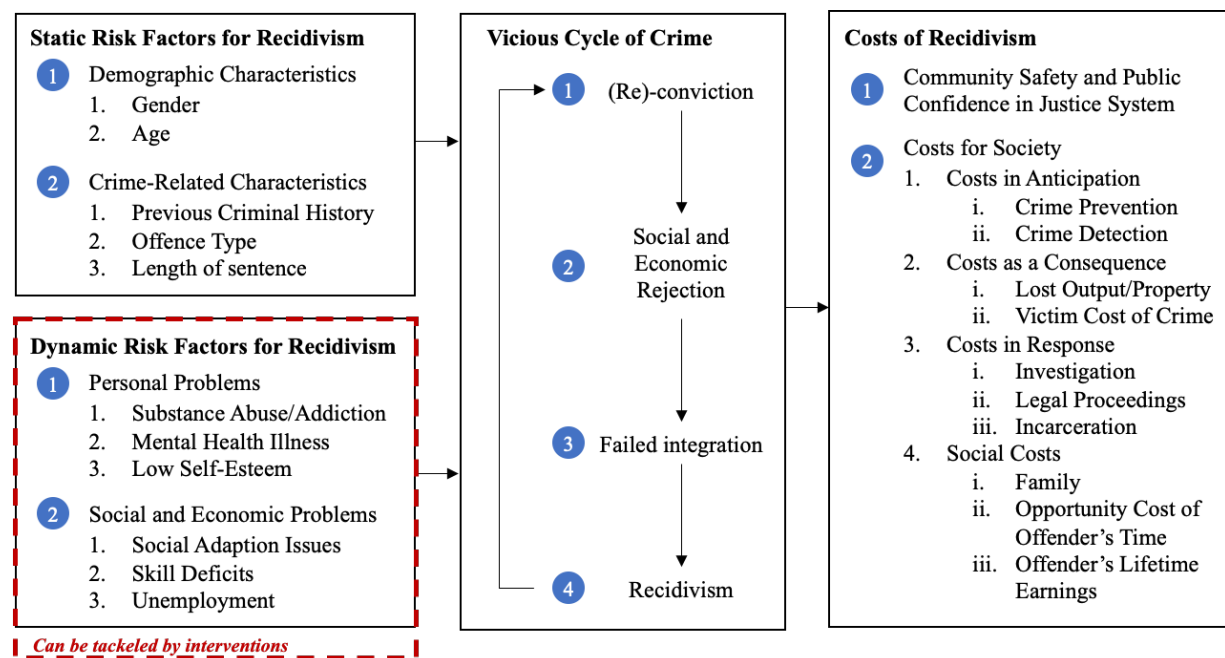 Static Risk Factors for Recidivism
1 Demographic Characteristics
1. Gender
2. Age
2 Crime-Related Characteristics
1. Previous Criminal History
2. Offence Type
3. Length of sentence
Dynamic Risk Factors for Recidivism
1 Personal Problems
1. Substance Abuse/Addiction
2. Mental Health Illness
3. Low Self-Esteem
2 Social and Economic Problems
1. Social Adaption Issues
2. Skill Deficits
3. Unemployment
Can be tackeled by interventions
Vicious Cycle of Crime
1 (Re)-conviction
Social and
2 Economic
Rejection
3 Failed integration
4 Recidivism
Costs of Recidivism
1 Community Safety and Public
Confidence in Justice System
2 Costs for Society
1. Costs in Anticipation
i. Crime Prevention
ii. Crime Detection
2. Costs as a Consequence
i. Lost Output/Property
ii. Victim Cost of Crime
3. Costs in Response
i. Investigation
ii. Legal Proceedings
iii. Incarceration
4. Social Costs
i. Family
ii. Opportunity Cost of
Offender's Time
iii. Offender's Lifetime
Earnings